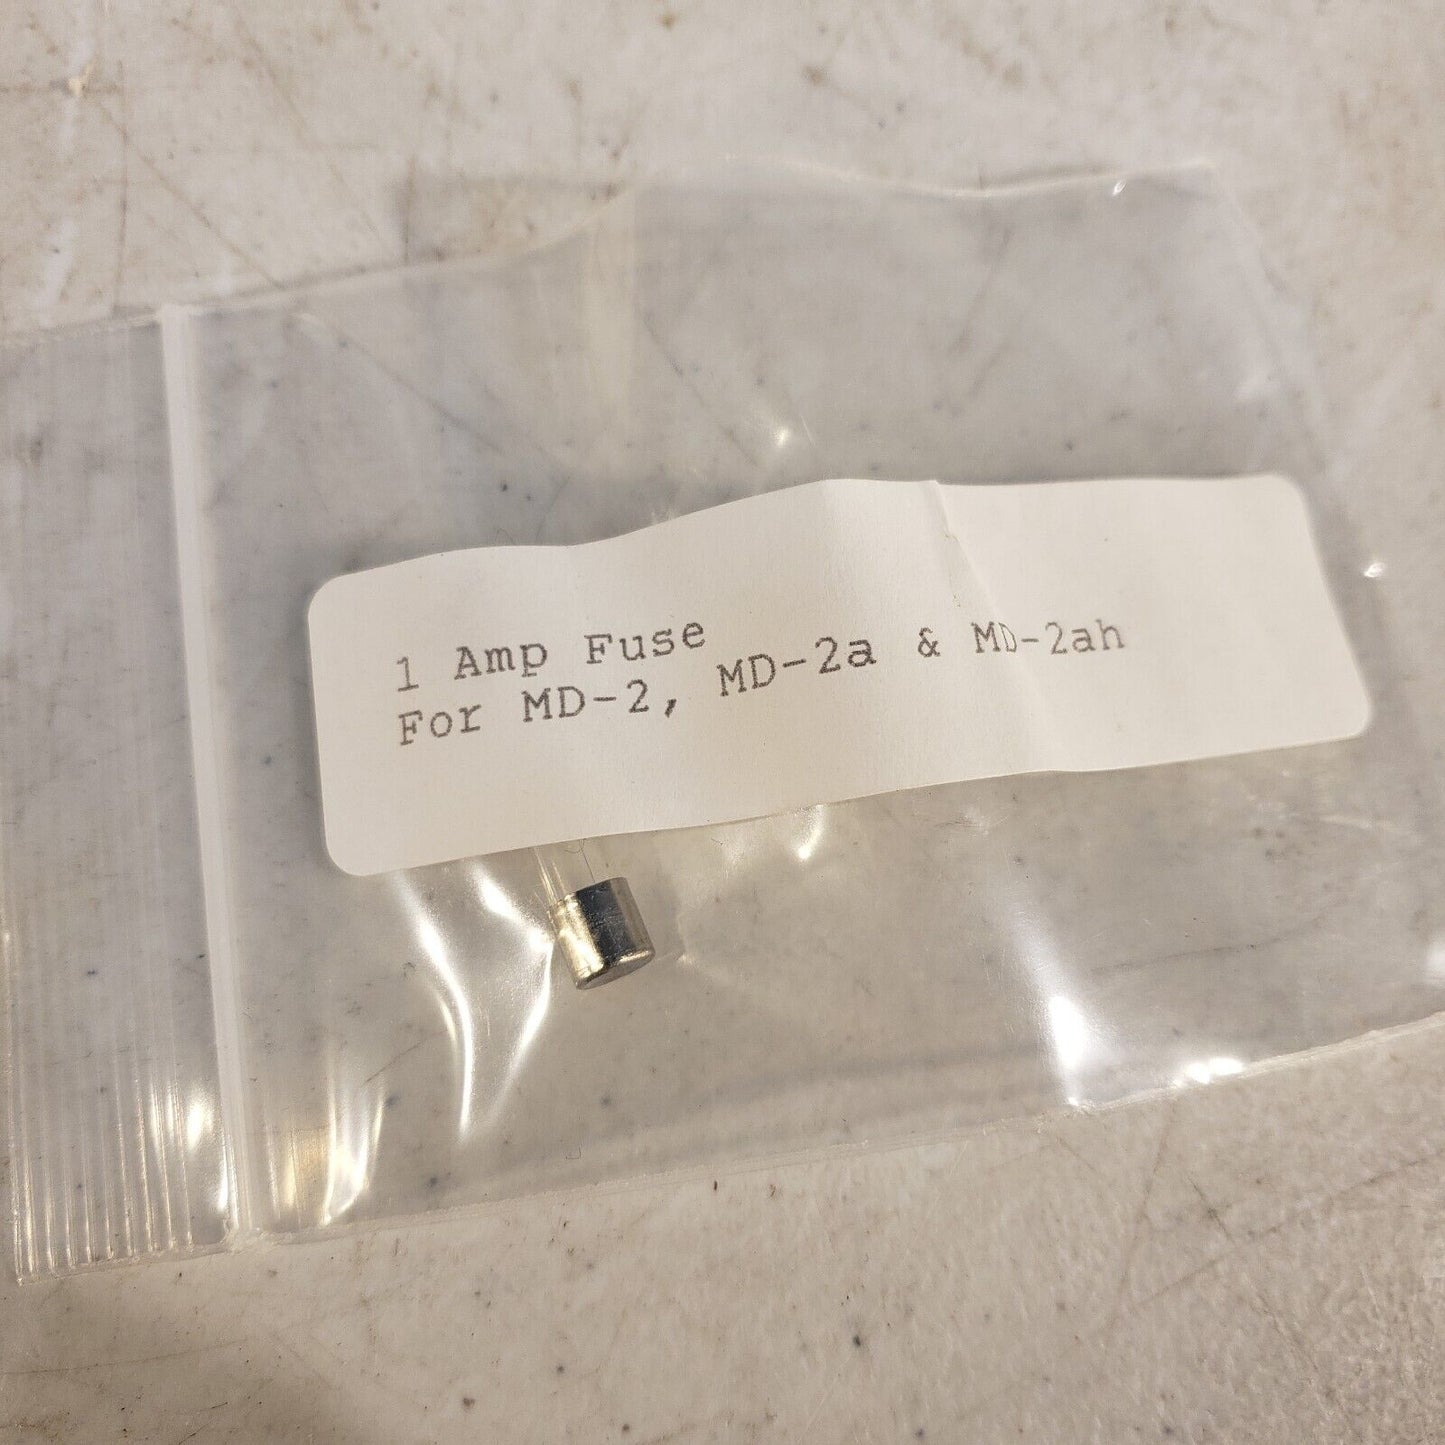 1 Amp Fuse
For MD-2, MD-2a & MD-2ah